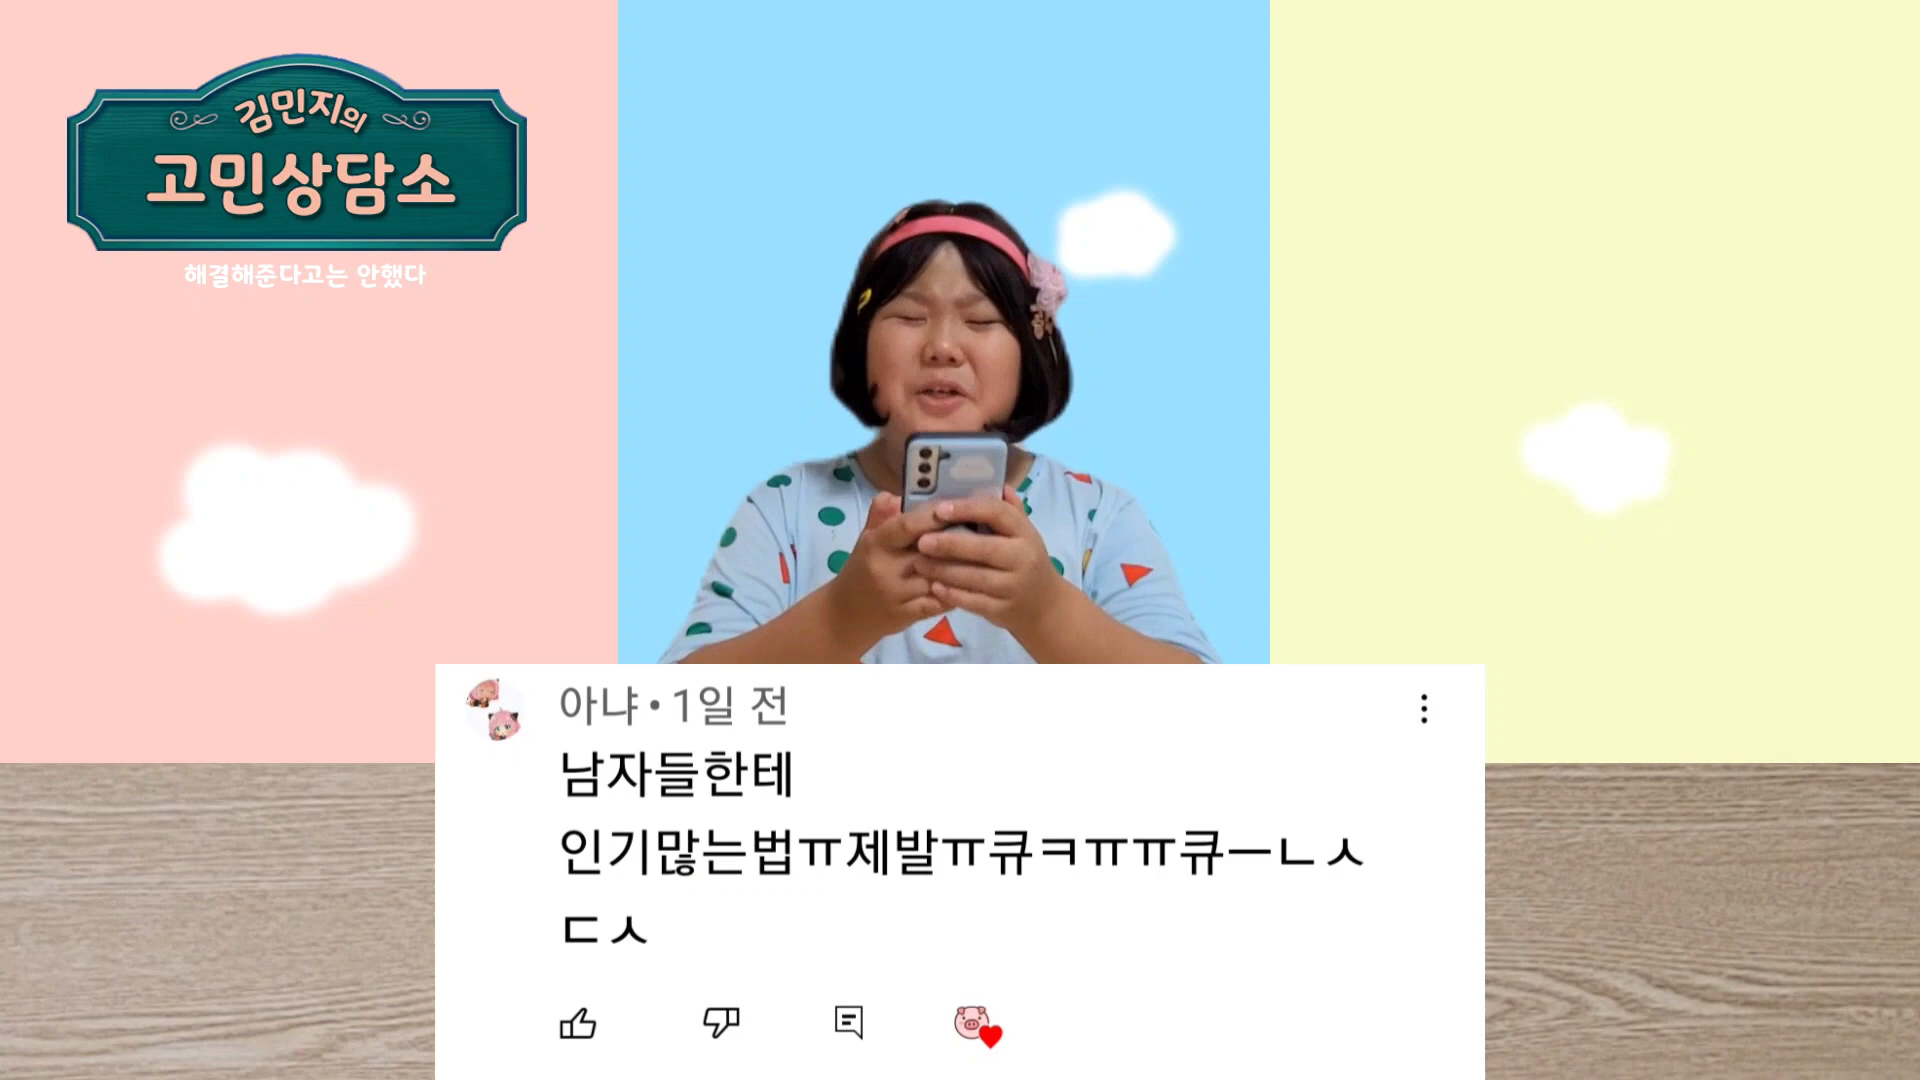 김민지의
고민상담소
해결해준다고는 안했다
아냐 • 1일 전
남자들한테
인기많는법ㅠ제발ㅠ큐ㅋㅠㅠ큐ㅡㄴㅅ
ㄷㅅ